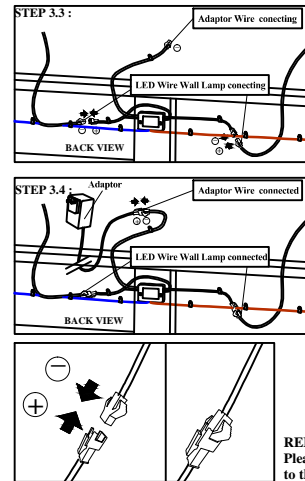 STEP 3.3 :
Adaptor Wire conecting
LED Wire Wall Lamp conecting
BACK VIEW
STEP 3.4 :
Adaptor
Adaptor Wire connected
LED Wire Wall Lamp connected
BACK VIEW
Plea
to th